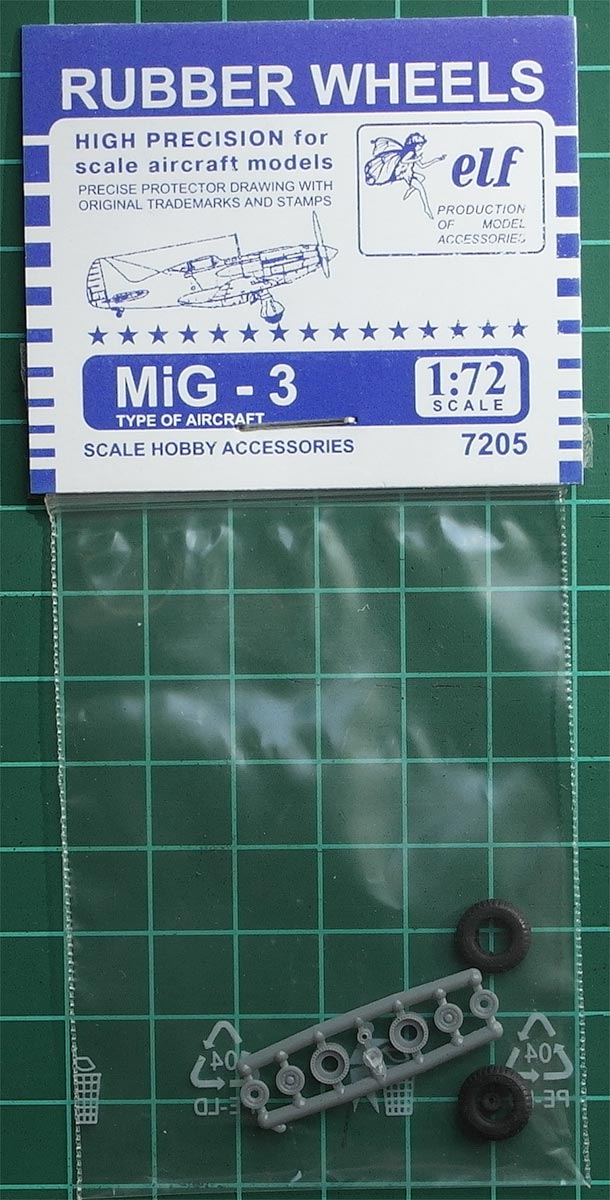 RUBBER WHEELS
HIGH PRECISION for
scale aircraft models
PRECISE PROTECTOR DRAWING WITH
ORIGINAL TRADEMARKS AND STAMPS
elf
PRODUCTION
OF MODEL
ACCESSORIES
MiG - 3
TYPE OF AIRCRAFT
1:72
SCALE
SCALE HOBBY ACCESSORIES
7205
04
PE-LD
04
PE-